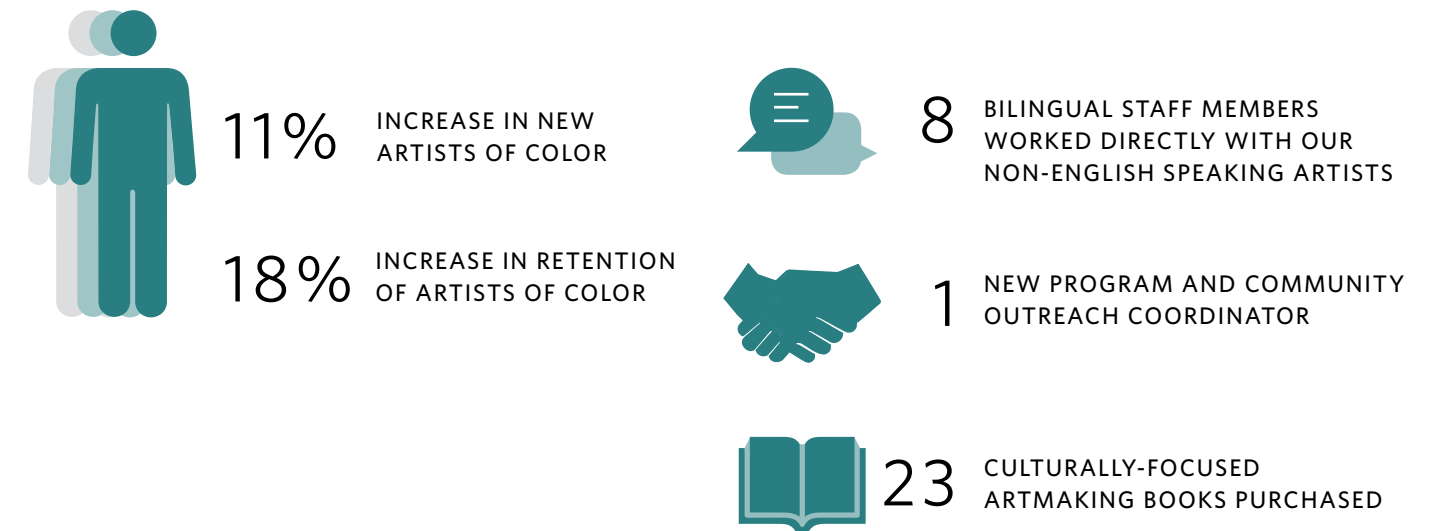 11%
INCREASE IN NEW
ARTISTS OF COLOR
18%
INCREASE IN RETENTION
OF ARTISTS OF COLOR
8
BILINGUAL STAFF MEMBERS
WORKED DIRECTLY WITH OUR
NON-ENGLISH SPEAKING ARTISTS
1
NEW PROGRAM AND COMMUNITY
OUTREACH COORDINATOR
23
CULTURALLY-FOCUSED
ARTMAKING BOOKS PURCHASED